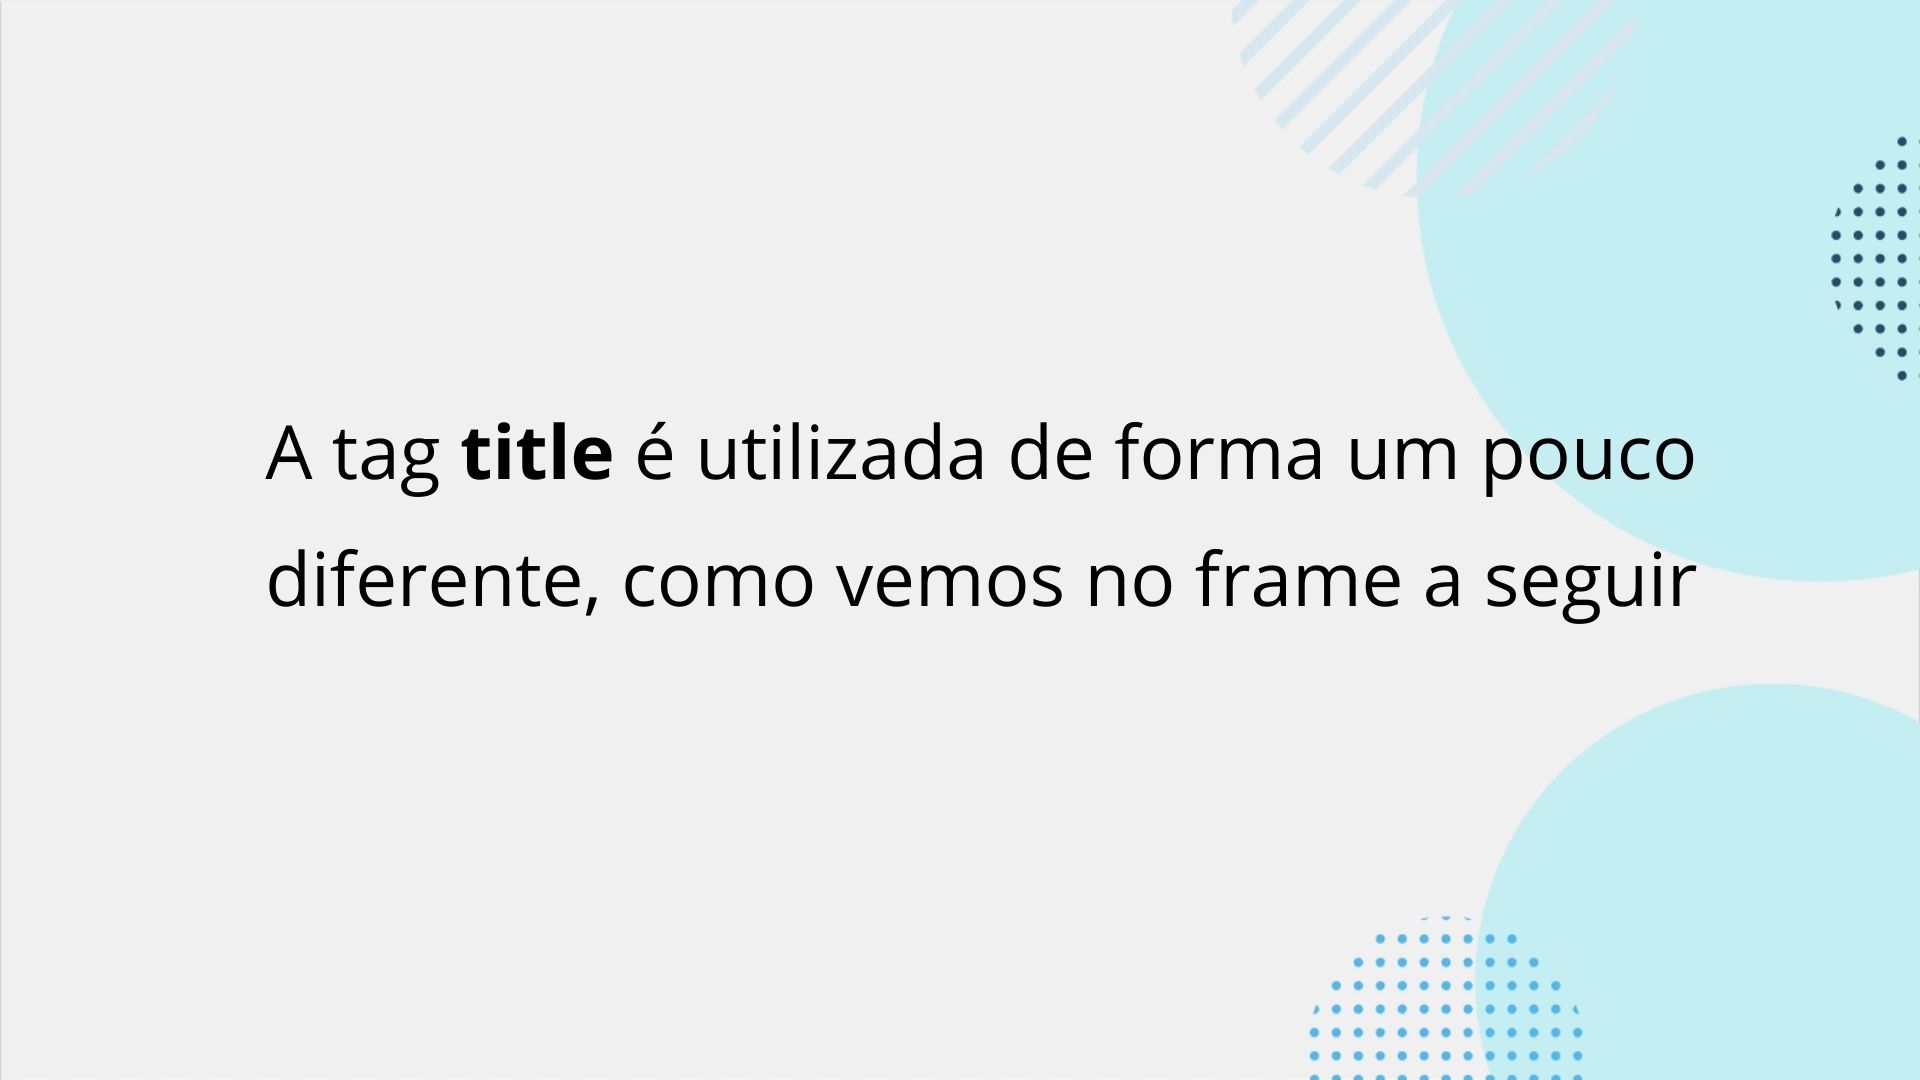 A tag title é utilizada de forma um pouco
diferente, como vemos no frame a seguir